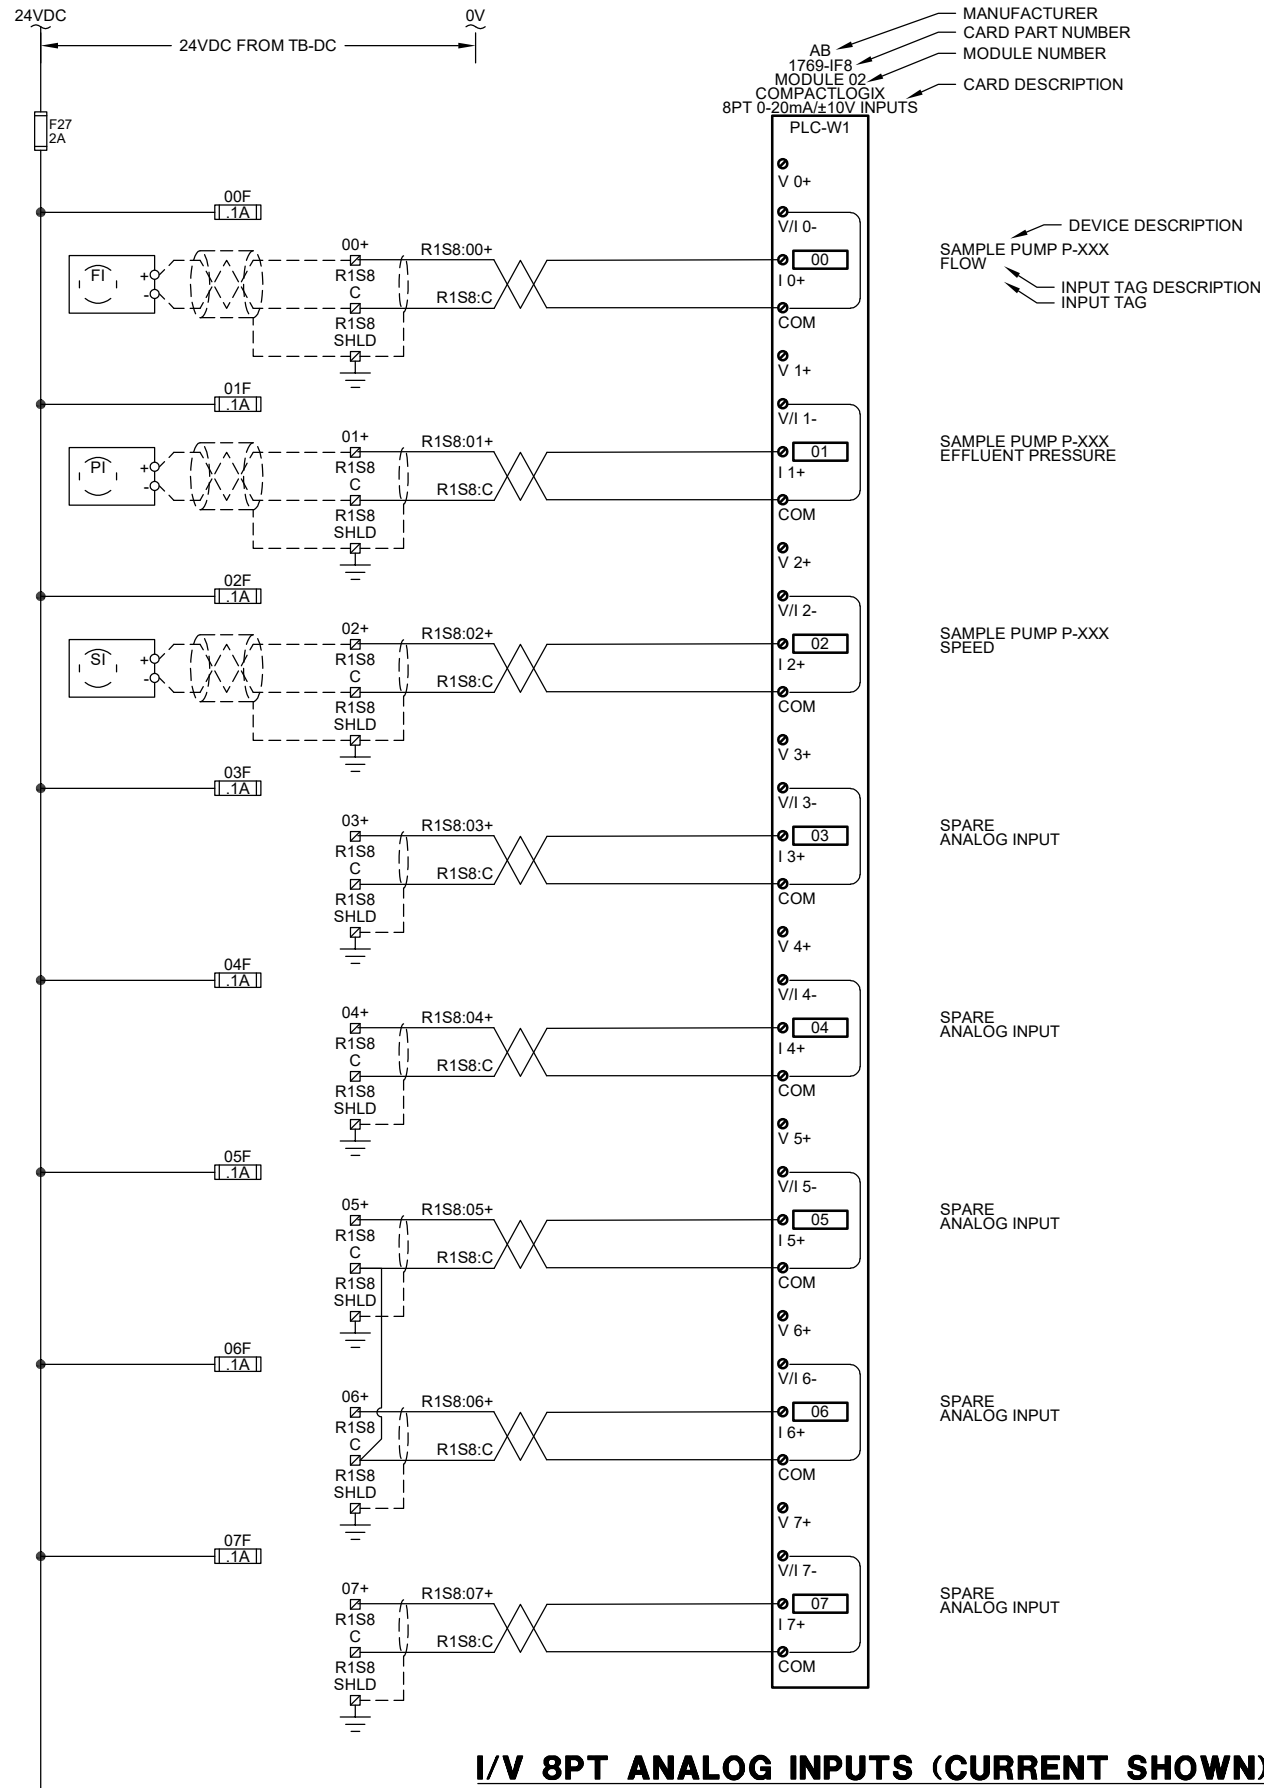 24VDC
0V
24VDC FROM TB-DC
AB
1769-IF8
MODULE 02
COMPACTLOGIX
8PT 0-20mA/±10V INPUTS
MANUFACTURER
CARD PART NUMBER
MODULE NUMBER
CARD DESCRIPTION
PLC-W1
F27
2A
V 0+
00F
.1A
V/I 0-
FI
+
-
00+
R1S8
C
R1S8
SHLD
R1S8:00+
R1S8:C
00
I 0+
COM
SAMPLE PUMP P-XXX
FLOW
DEVICE DESCRIPTION
INPUT TAG DESCRIPTION
INPUT TAG
V 1+
01F
.1A
V/I 1-
PI
+
-
01+
R1S8
C
R1S8
SHLD
R1S8:01+
R1S8:C
01
I 1+
COM
SAMPLE PUMP P-XXX
EFFLUENT PRESSURE
V 2+
02F
.1A
V/I 2-
SI
+
-
02+
R1S8
C
R1S8
SHLD
R1S8:02+
R1S8:C
02
I 2+
COM
SAMPLE PUMP P-XXX
SPEED
V 3+
03F
.1A
V/I 3-
03+
R1S8
C
R1S8
SHLD
R1S8:03+
R1S8:C
03
I 3+
COM
SPARE
ANALOG INPUT
V 4+
04F
.1A
V/I 4-
04+
R1S8
C
R1S8
SHLD
R1S8:04+
R1S8:C
04
I 4+
COM
SPARE
ANALOG INPUT
V 5+
05F
.1A
V/I 5-
05+
R1S8
C
R1S8
SHLD
R1S8:05+
R1S8:C
05
I 5+
COM
SPARE
ANALOG INPUT
V 6+
06F
.1A
V/I 6-
06+
R1S8
C
R1S8
SHLD
R1S8:06+
R1S8:C
06
I 6+
COM
SPARE
ANALOG INPUT
V 7+
07F
.1A
V/I 7-
07+
R1S8
C
R1S8
SHLD
R1S8:07+
R1S8:C
07
I 7+
COM
SPARE
ANALOG INPUT
I/V 8PT ANALOG INPUTS (CURRENT SHOWN)